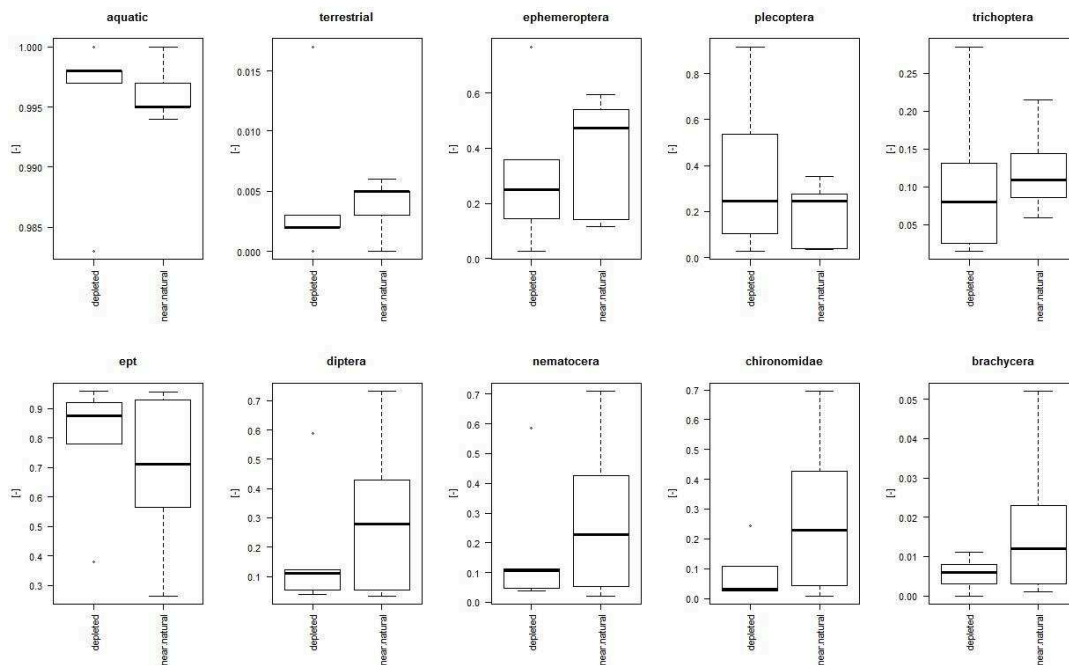 aquatic
1.000
0.995
0.990
0.985
[-]
depleted
near.natural
terrestrial
0.015
0.010
0.005
0.000
[-]
depleted
near.natural
ephemeroptera
0.6
0.4
0.2
0.0
[-]
depleted
near.natural
plecoptera
0.8
0.6
0.4
0.2
0.0
[-]
depleted
near.natural
trichoptera
0.25
0.20
0.15
0.10
0.05
[-]
depleted
near.natural
ept
0.9
0.8
0.7
0.6
0.5
0.4
0.3
[-]
depleted
near.natural
diptera
0.7
0.6
0.5
0.4
0.3
0.2
0.1
[-]
depleted
near.natural
nematocera
0.7
0.6
0.5
0.4
0.3
0.2
0.1
0.0
[-]
depleted
near.natural
chironomidae
0.7
0.6
0.5
0.4
0.3
0.2
0.1
0.0
[-]
depleted
near.natural
brachycera
0.05
0.04
0.03
0.02
0.01
0.00
[-]
depleted
near.natural